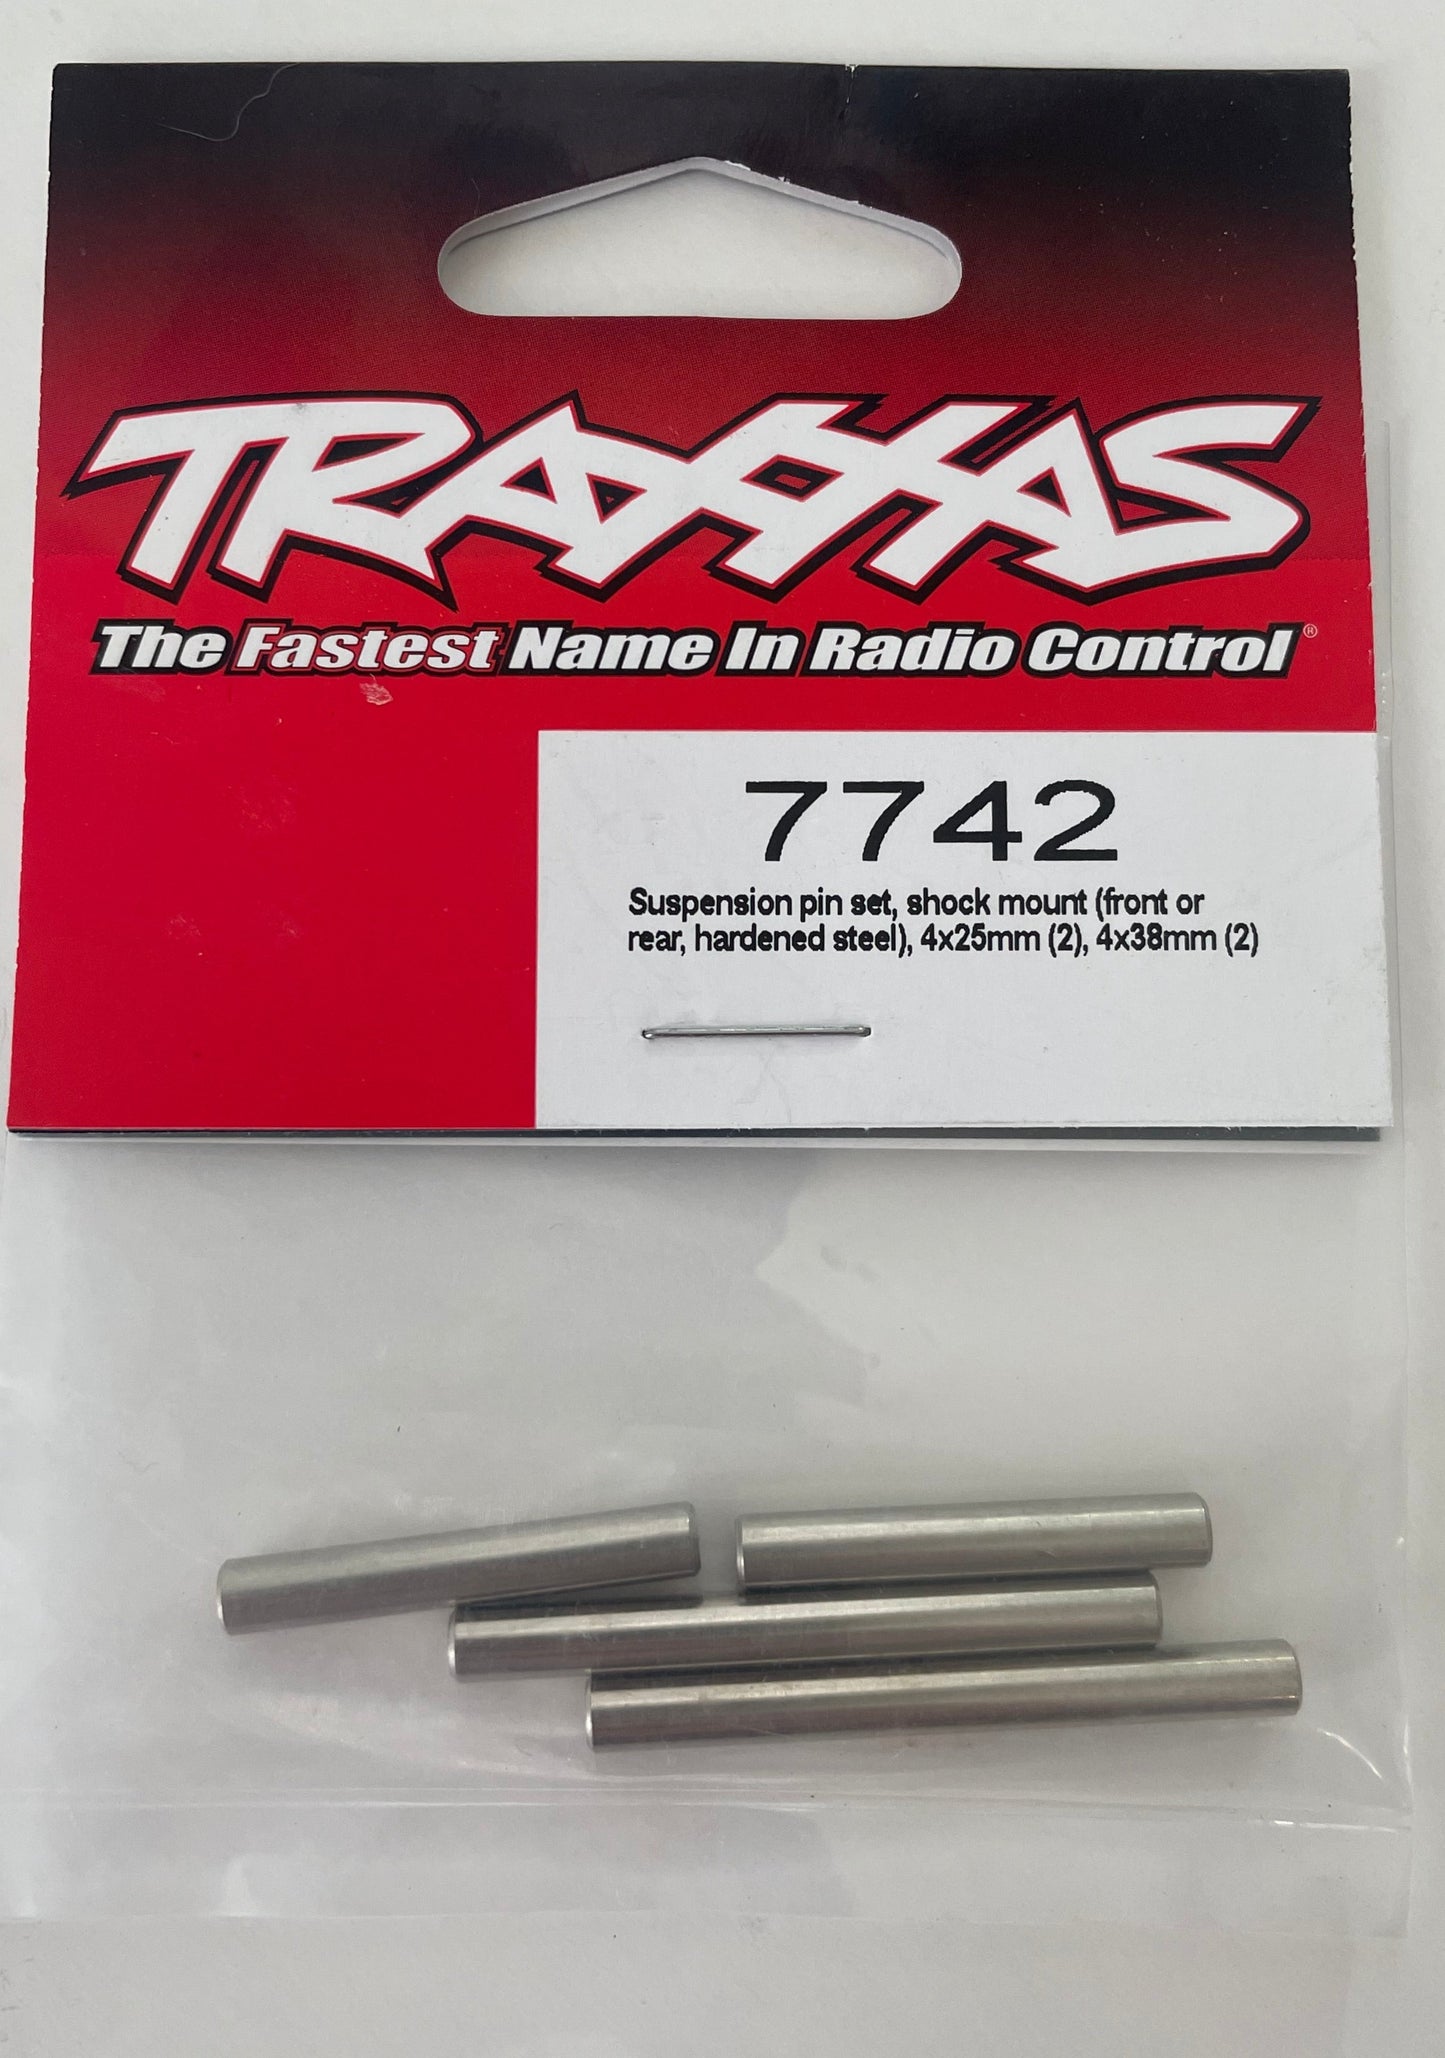 TRAXXAS
The Fastest Name In Radio Control®
7742
Suspension pin set, shock mount (front or
rear, hardened steel), 4x25mm (2), 4x38mm (2)